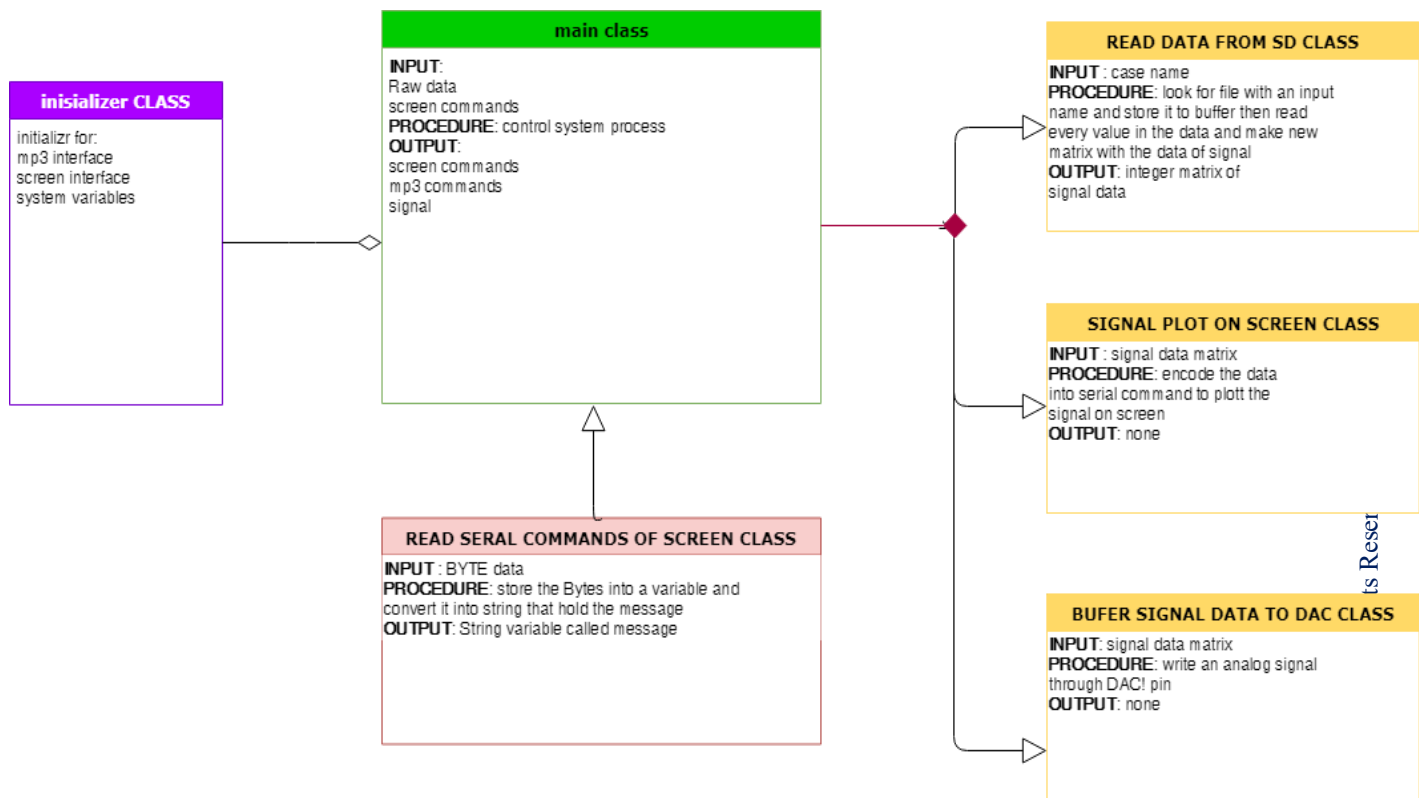 inisializer CLASS
initializr for:
mp3 interface
screen interface
system variables
main class
INPUT:
Raw data
screen commands
PROCEDURE: control system process
OUTPUT:
screen commands
mp3 commands
signal
READ SERAL COMMANDS OF SCREEN CLASS
INPUT : BYTE data
PROCEDURE: store the Bytes into a variable and
convert it into string that hold the message
OUTPUT: String variable called message
READ DATA FROM SD CLASS
INPUT : case name
PROCEDURE: look for file with an input
name and store it to buffer then read
every value in the data and make new
matrix with the data of signal
OUTPUT: integer matrix of
signal data
SIGNAL PLOT ON SCREEN CLASS
INPUT : signal data matrix
PROCEDURE: encode the data
into serial command to plott the
signal on screen
OUTPUT: none
BUFER SIGNAL DATA TO DAC CLASS
INPUT: signal data matrix
PROCEDURE: write an analog signal
through DAC! pin
OUTPUT: none
ts Reser